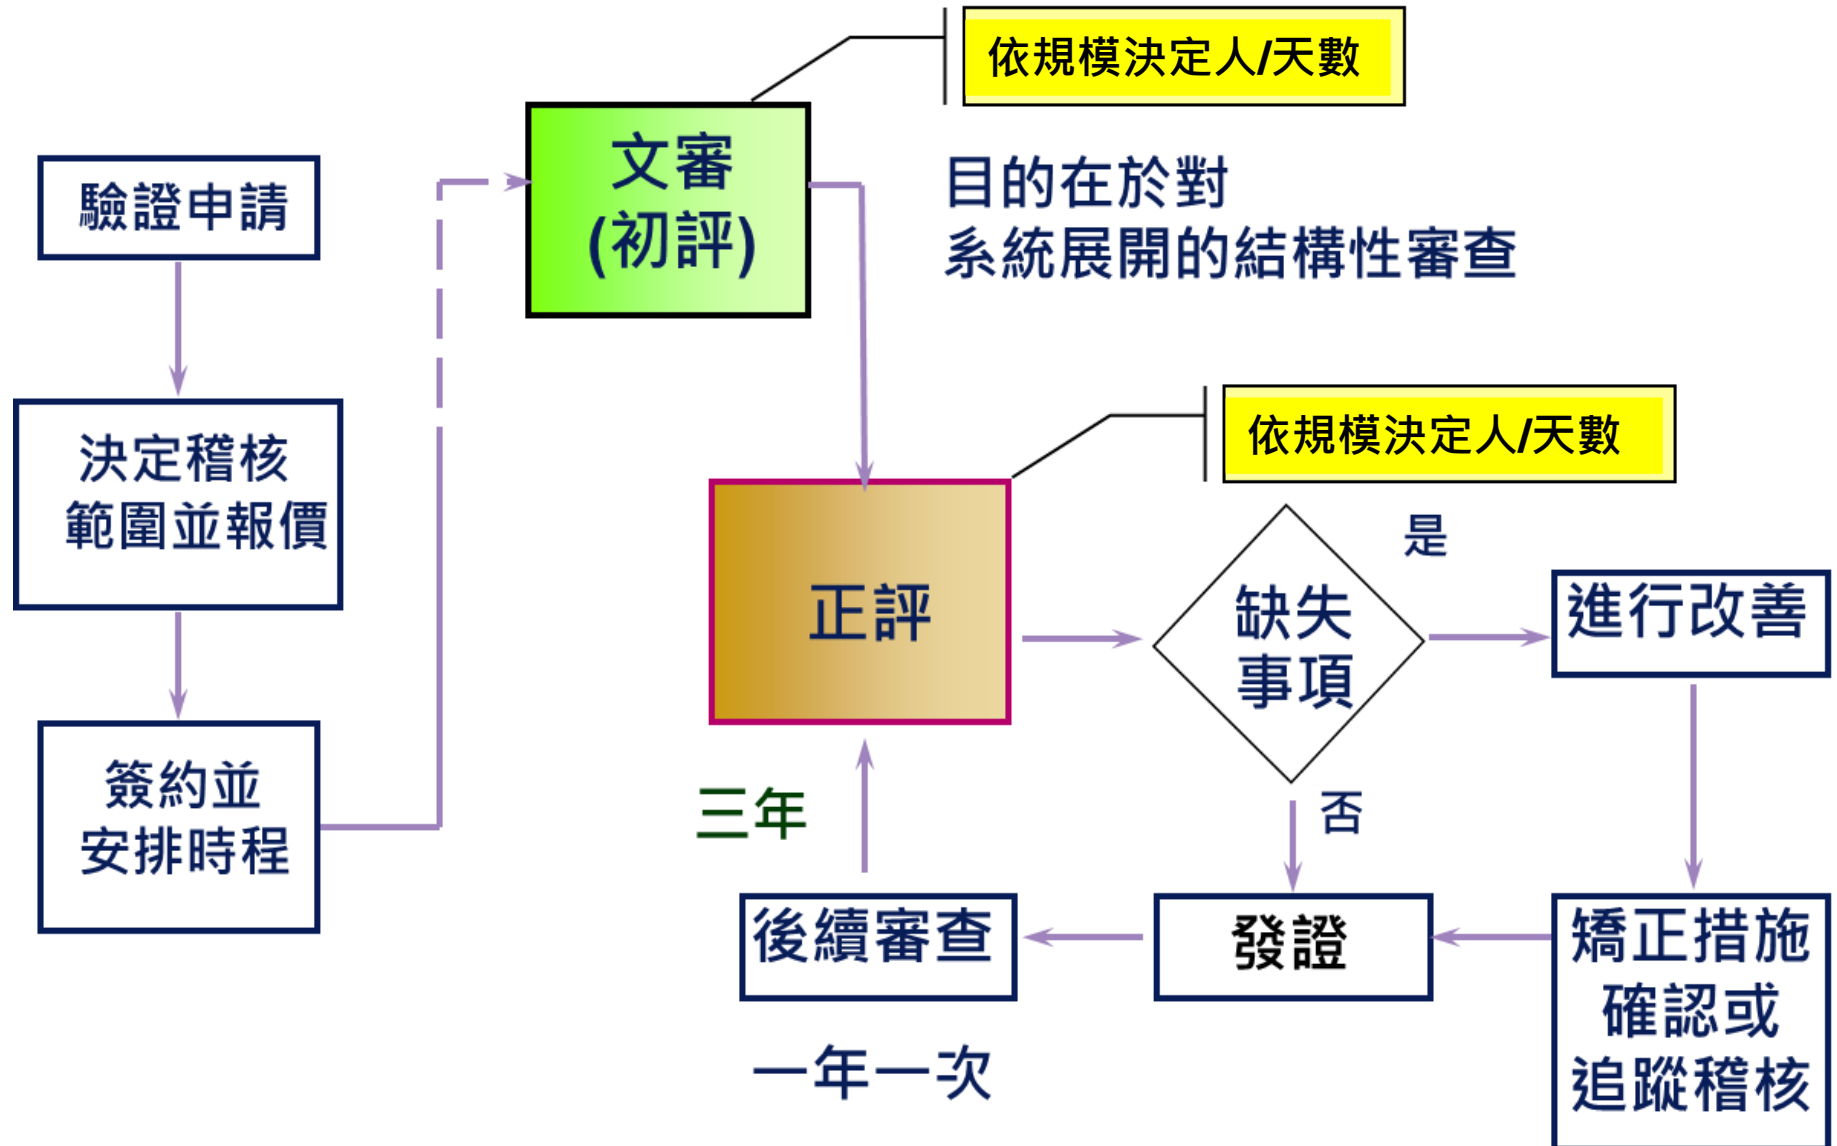 依規模決定人/天數
文審
(初評)
目的在於對
系統展開的結構性審查
驗證申請
決定稽核
範圍並報價
簽約並
安排時程
依規模決定人/天數
正評
缺失
事項
是
進行改善
否
三年
後續審查
一年一次
發證
矯正措施
確認或
追蹤稽核